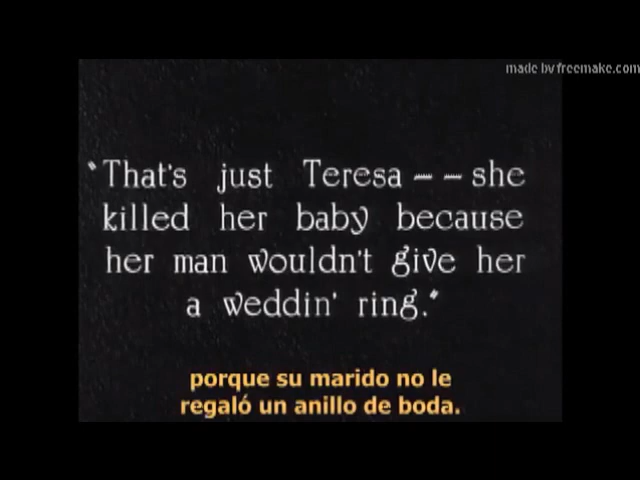 made by freemake.com
"That's just Teresa -- she
killed her baby because
her man wouldn't give her
a weddin' ring."
porque su marido no le
regaló un anillo de boda.